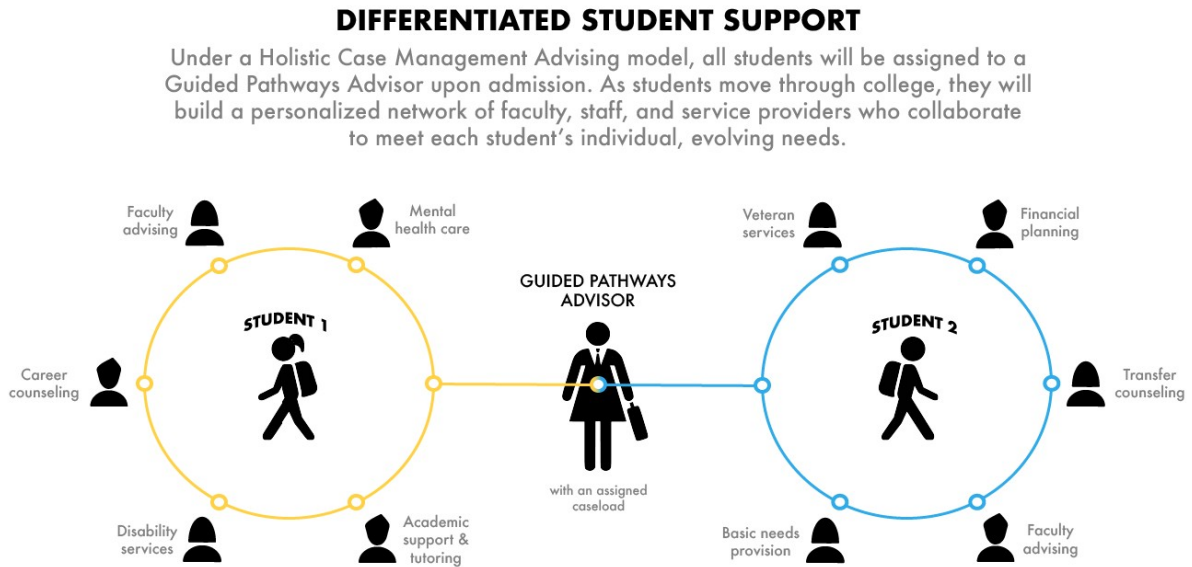 DIFFERENTIATED STUDENT SUPPORT
Under a Holistic Case Management Advising model, all students will be assigned to a
Guided Pathways Advisor upon admission. As students move through college, they will
build a personalized network of faculty, staff, and service providers who collaborate
to meet each student's individual, evolving needs.
Faculty
advising
Mental
health care
STUDENT 1
Career
counseling
Disability
services
Academic
support &
tutoring
GUIDED PATHWAYS
ADVISOR
with an assigned
caseload
Veteran
services
Financial
planning
STUDENT 2
Transfer
counseling
Basic needs
provision
Faculty
advising